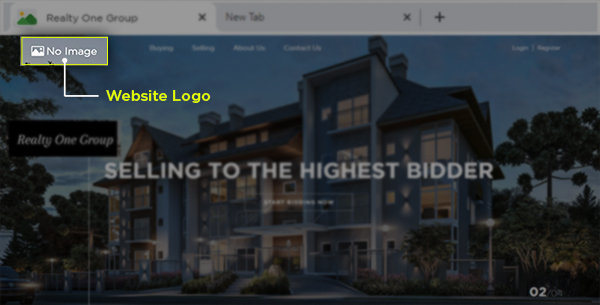 Realty One Group
New Tab
No Image
Buying Selling About Us Contact Us
Login | Register
Website Logo
Realty One Group
SELLING TO THE HIGHEST BIDDER
START BIDDING NOW
02